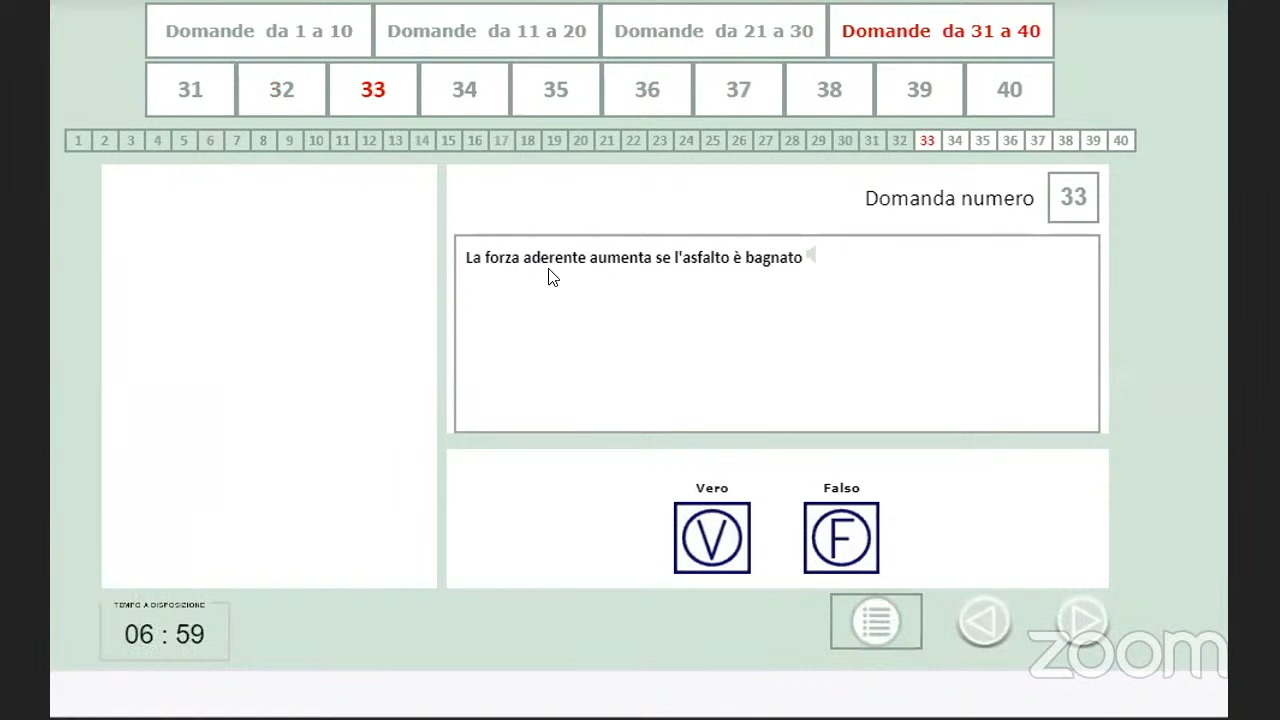 Domande da 1 a 10 Domande da 11 a 20 Domande da 21 a 30 Domande da 31 a 40
31 32 33 34 35 36 37 38 39 40
1 2 3 4 5 6 7 8 9 10 11 12 13 14 15 16 17 18 19 20 21 22 23 24 25 26 27 28 29 30 31 32 33 34 35 36 37 38 39 40
Domanda numero 33
La forza aderente aumenta se l'asfalto è bagnato
Vero Falso
V F
TEMPO A DISPOSIZIONE
06 : 59
zoom